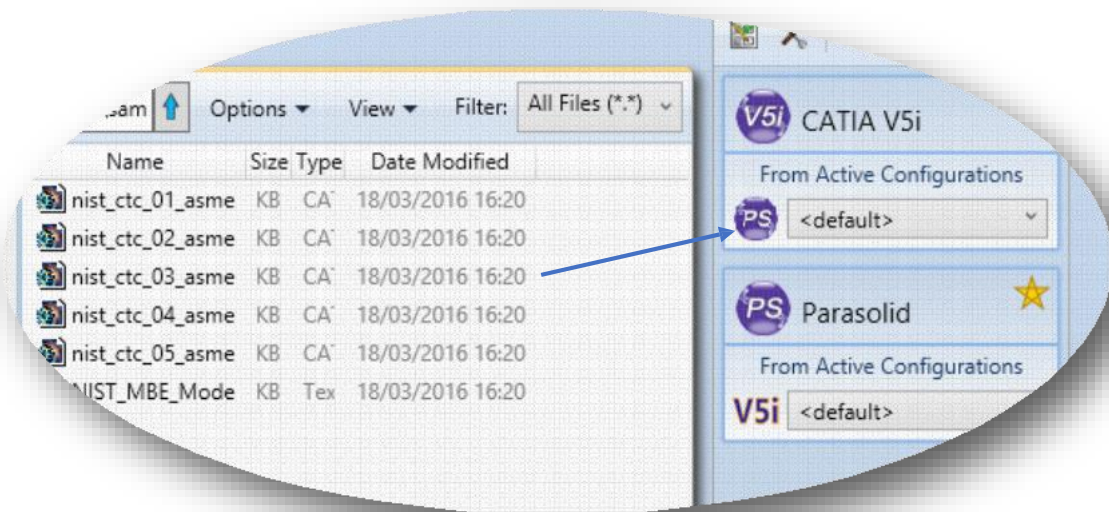 Options View Filter: All Files (*.*)
Name Size Type Date Modified
nist_ctc_01_asme KB CA 18/03/2016 16:20
nist_ctc_02_asme KB CA 18/03/2016 16:20
nist_ctc_03_asme KB CA 18/03/2016 16:20
nist_ctc_04_asme KB CA 18/03/2016 16:20
nist_ctc_05_asme KB CA 18/03/2016 16:20
NIST_MBE_Mode KB Tex 18/03/2016 16:20
V5i CATIA V5i
From Active Configurations
PS <default>
PS Parasolid
From Active Configurations
V5i <default>